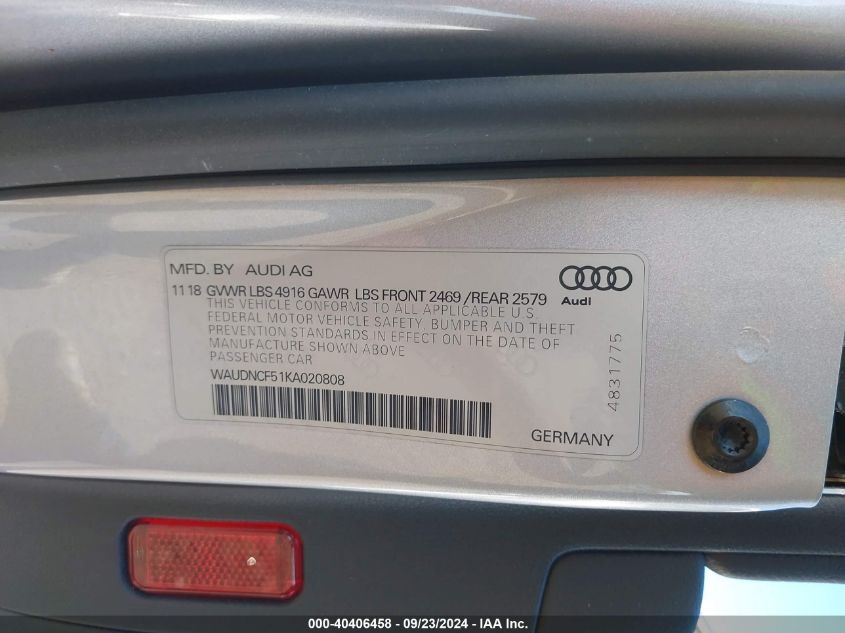 MFD. BY AUDI AG
11 18 GVWR LBS 4916 GAWR LBS FRONT 2469 /REAR 2579
Audi
THIS VEHICLE CONFORMS TO ALL APPLICABLE U.S.
FEDERAL MOTOR VEHICLE SAFETY, BUMPER AND THEFT
PREVENTION STANDARDS IN EFFECT ON THE DATE OF
MANUFACTURE SHOWN ABOVE
PASSENGER CAR
WAUDNCF51KA020808
4831775
GERMANY
000-40406458 - 09/23/2024 - IAA Inc.